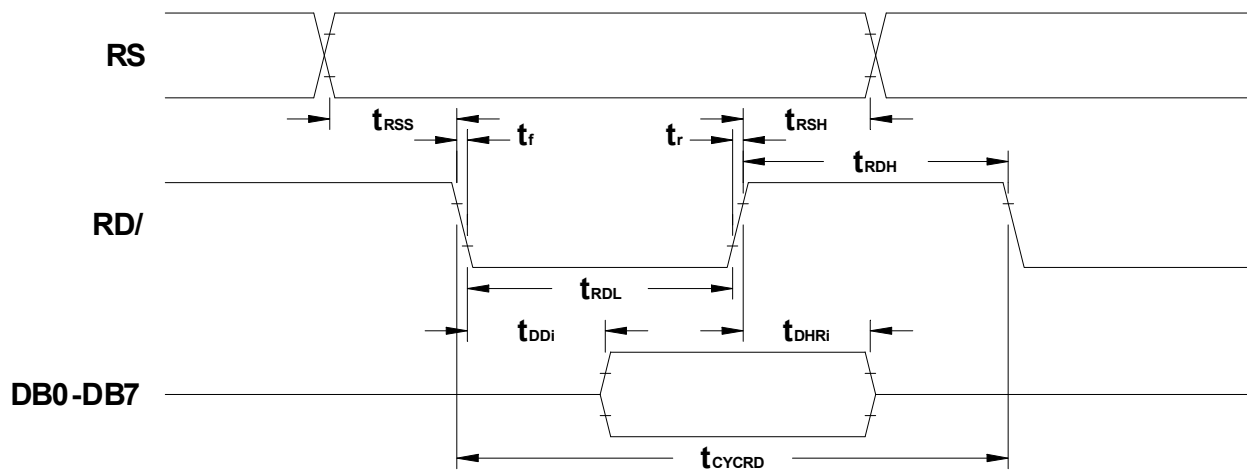 RS
tRSS
tf
tr
tRSH
tRDH
RD/
tRDL
tDDi
tDHRi
DB0-DB7
tCYCRD